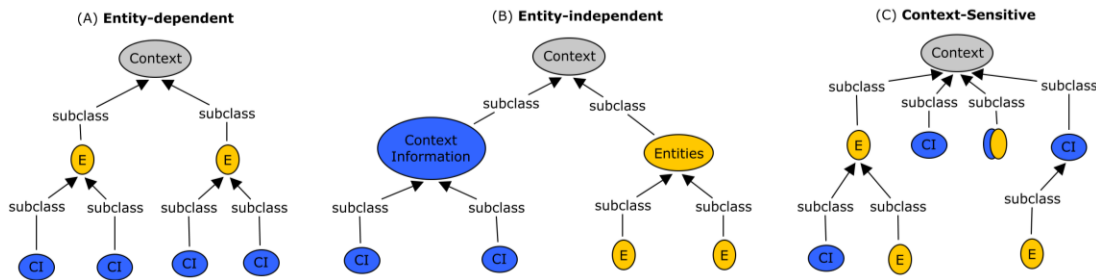 (A) Entity-dependent
Context
subclass
subclass
E
E
subclass
subclass
subclass
subclass
CI
CI
CI
CI
(B) Entity-independent
Context
subclass
subclass
Context
Information
Entities
subclass
subclass
subclass
subclass
CI
CI
E
E
(C) Context-Sensitive
Context
subclass
subclass
subclass
subclass
E
CI
CI
subclass
subclass
subclass
CI
E
E